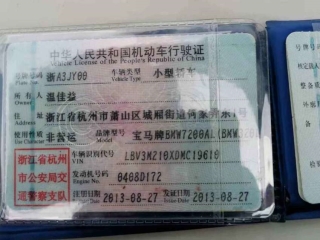 中华人民共和国机动车行驶证
Vehicle License of the People's Republic of China
号牌号码 浙A3JY00 车辆类型 小型轿车
Plate No. Vehicle Type
所有人 温佳益
Owner
住址 浙江省杭州市萧山区城厢街道
Address
使用性质 非营运 品牌型号 宝马牌BMW7200AL
Use Character Model
浙江省杭州
市公安局交
通警察支队
车辆识别代号 LBV3M210XDMC19610
VIN
发动机号码 0408D172
Engine No.
注册日期 2013-08-27 发证日期 2013-08-27